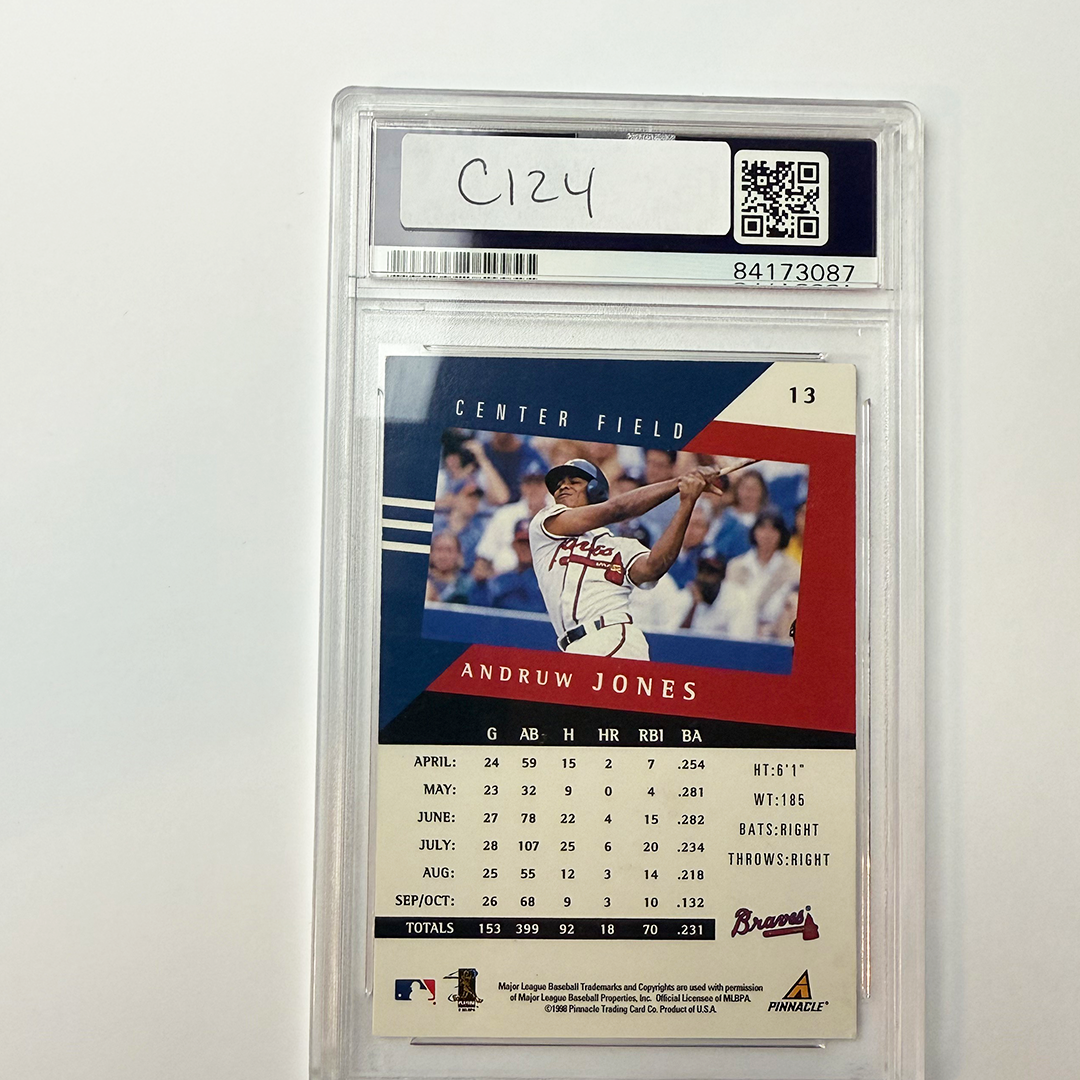 C124
84173087
13
CENTER FIELD
Braves
ANDRUW JONES
G AB H HR RBI BA
APRIL: 24 59 15 2 7 .254
MAY: 23 32 9 0 4 .281
JUNE: 27 78 22 4 15 .282
JULY: 28 107 25 6 20 .234
AUG: 25 55 12 3 14 .218
SEP/OCT: 26 68 9 3 10 .132
TOTALS 153 399 92 18 70 .231
HT:6'1"
WT:185
BATS:RIGHT
THROWS:RIGHT
Braves
Major League Baseball Trademarks and Copyrights are used with permission
of Major League Baseball Properties, Inc. Official Licensee of MLBPA.
©1998 Pinnacle Trading Card Co. Product of U.S.A.
PINNACLE